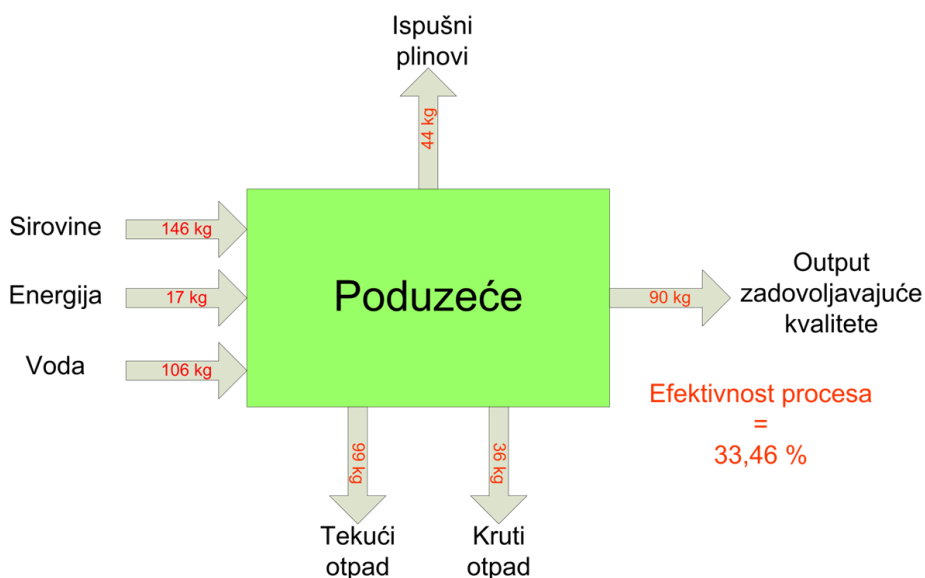 Ispušni
plinovi
44 kg
Sirovine
146 kg
Energija
17 kg
Voda
106 kg
Poduzeće
90 kg
Output
zadovoljavajuće
kvalitete
Efektivnost procesa
=
33,46 %
99 kg
36 kg
Tekući
otpad
Kruti
otpad